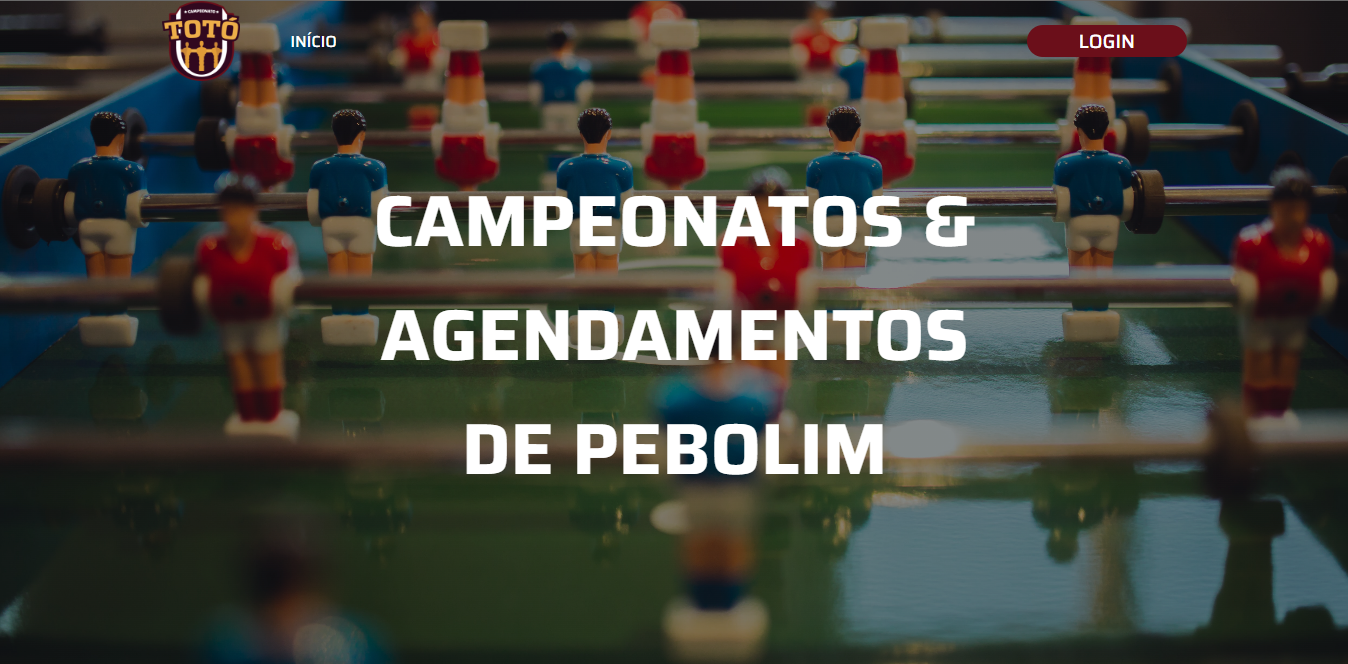 CAMPEONATO
TOTÓ
INÍCIO
LOGIN
CAMPEONATOS &
AGENDAMENTOS
DE PEBOLIM